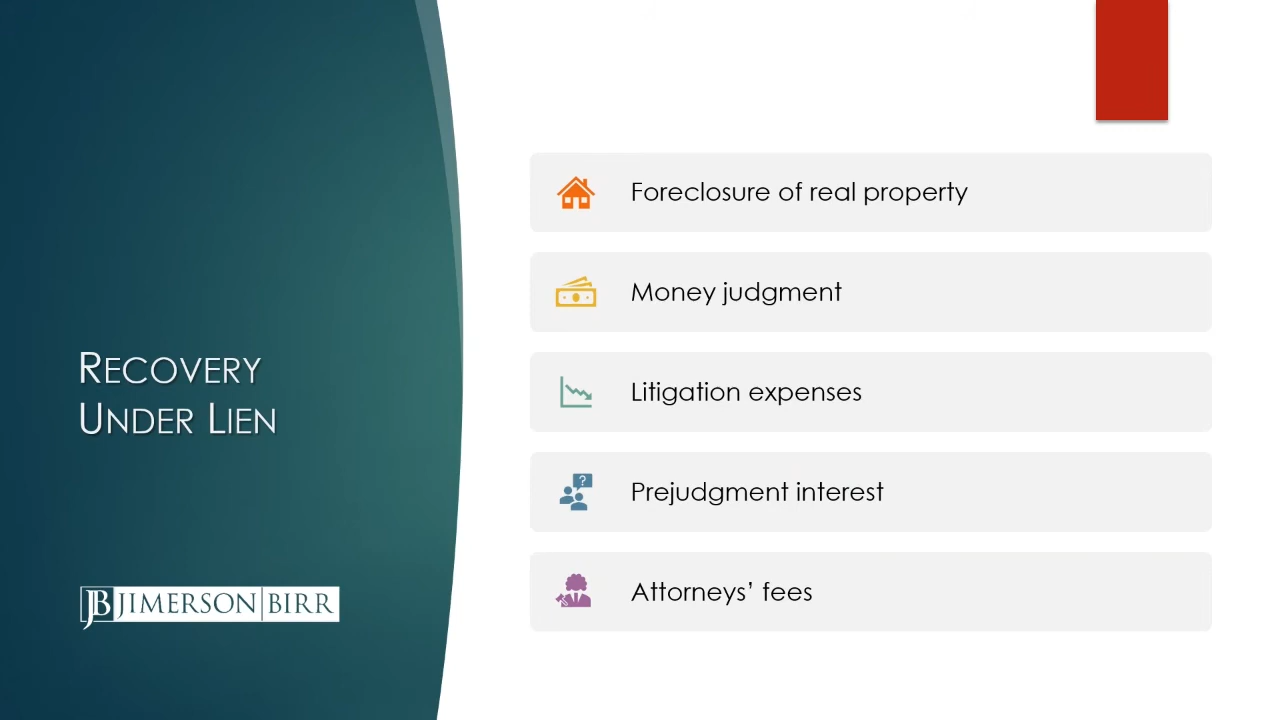 RECOVERY
UNDER LIEN
JB JIMERSON|BIRR
Foreclosure of real property
Money judgment
Litigation expenses
?
Prejudgment interest
Attorneys’ fees